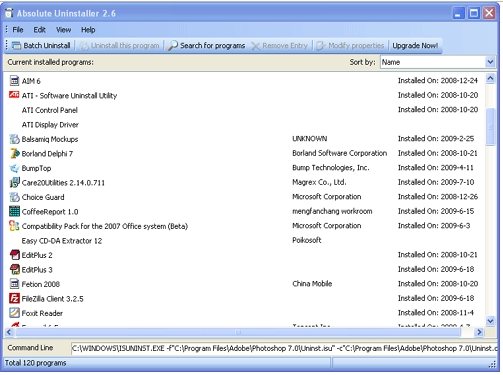 Absolute Uninstaller 2.6
File Edit View Help
Batch Uninstall Uninstall this program Search for programs Remove Entry Modify properties Upgrade Now!
Current installed programs: Sort by: Name
AIM 6 Installed On: 2008-12-24
ATI - Software Uninstall Utility Installed On: 2008-10-20
ATI Control Panel Installed On: 2008-10-20
ATI Display Driver
Balsamiq Mockups UNKNOWN Installed On: 2009-2-25
Borland Delphi 7 Borland Software Corporation Installed On: 2008-10-21
BumpTop Bump Technologies, Inc. Installed On: 2009-4-11
Care20Utilities 2.14.0.711 Magrex Co., Ltd. Installed On: 2009-7-10
Choice Guard Microsoft Corporation Installed On: 2008-12-26
CoffeeReport 1.0 mengfanchang workroom Installed On: 2009-6-15
Compatibility Pack for the 2007 Office system (Beta) Microsoft Corporation Installed On: 2009-6-3
Easy CD-DA Extractor 12 Poikosoft
EditPlus 2 Installed On: 2008-10-21
EditPlus 3 Installed On: 2009-6-18
Fetion 2008 China Mobile Installed On: 2008-10-20
FileZilla Client 3.2.5 Installed On: 2009-6-18
Foxit Reader Installed On: 2008-11-4
Command Line C:\WINDOWS\ISUNINST.EXE -f"C:\Program Files\Adobe\Photoshop 7.0\Uninst.isu" -c"C:\Program Files\Adobe\Photoshop 7.0\Uninst.c
Total 120 programs